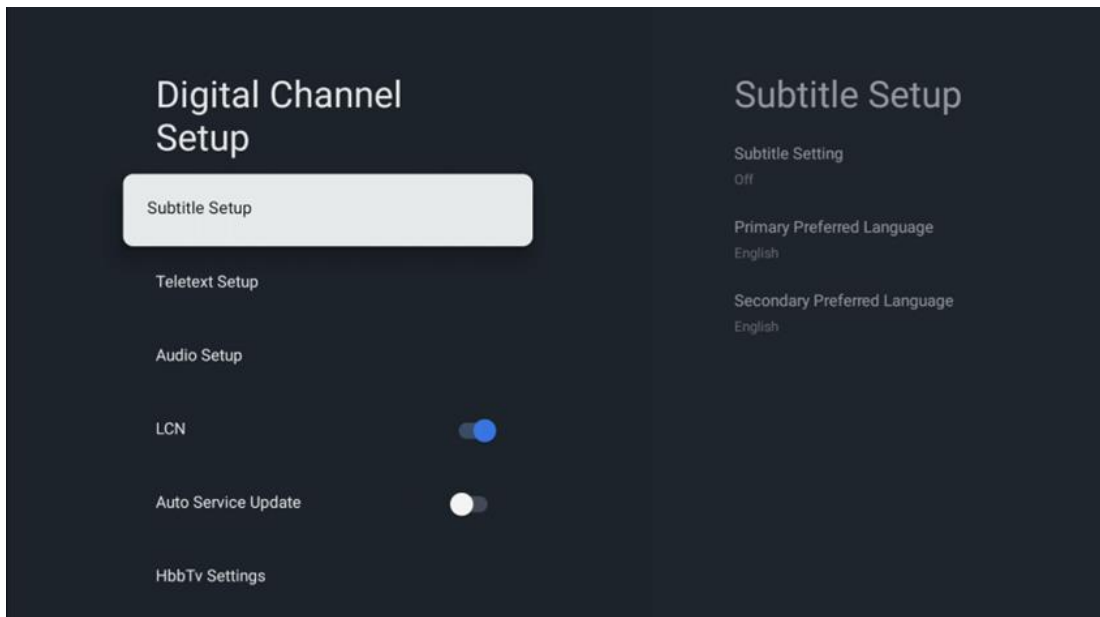 Digital Channel
Setup
Subtitle Setup
Teletext Setup
Audio Setup
LCN
Auto Service Update
HbbTv Settings
Subtitle Setup
Subtitle Setting
Off
Primary Preferred Language
English
Secondary Preferred Language
English